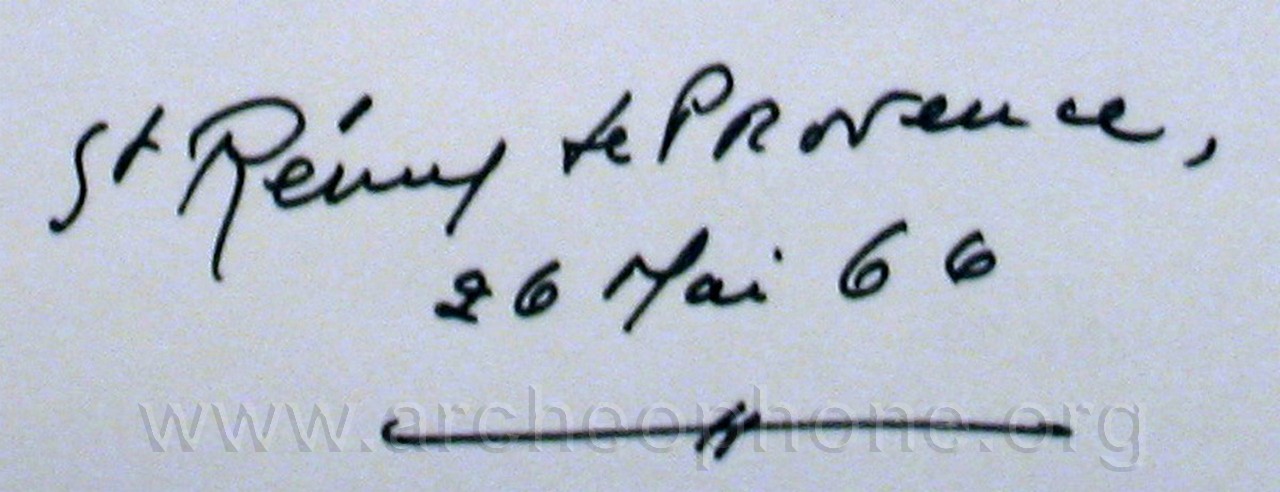 St Rémy de Provence,
26 Mai 66
www.archeophone.org